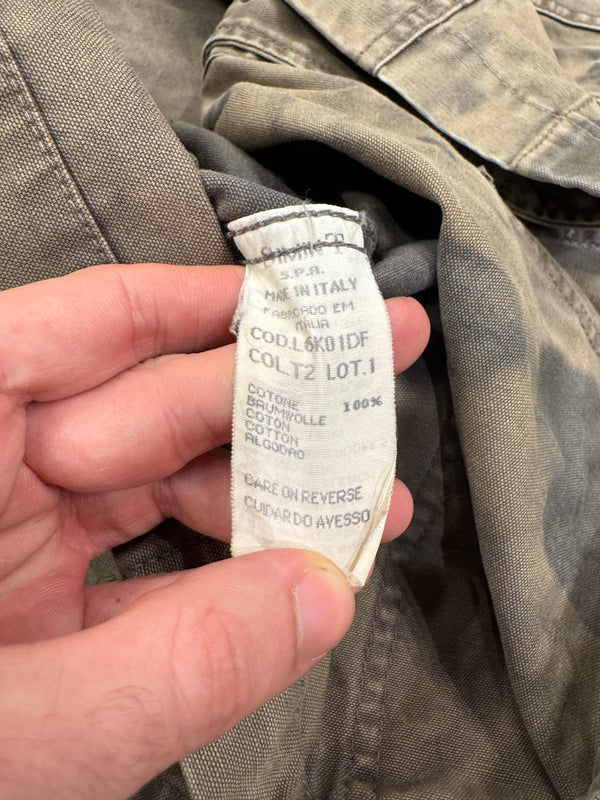 S.P.A.
MADE IN ITALY
FABRICADO EM
ITÁLIA
COD.L6K01DF
COL.T2 LOT.1
COTONE
BAUMWOLLE 100%
COTON
COTTON
ALGODAO
CARE ON REVERSE
CUIDAR DO AVESSO